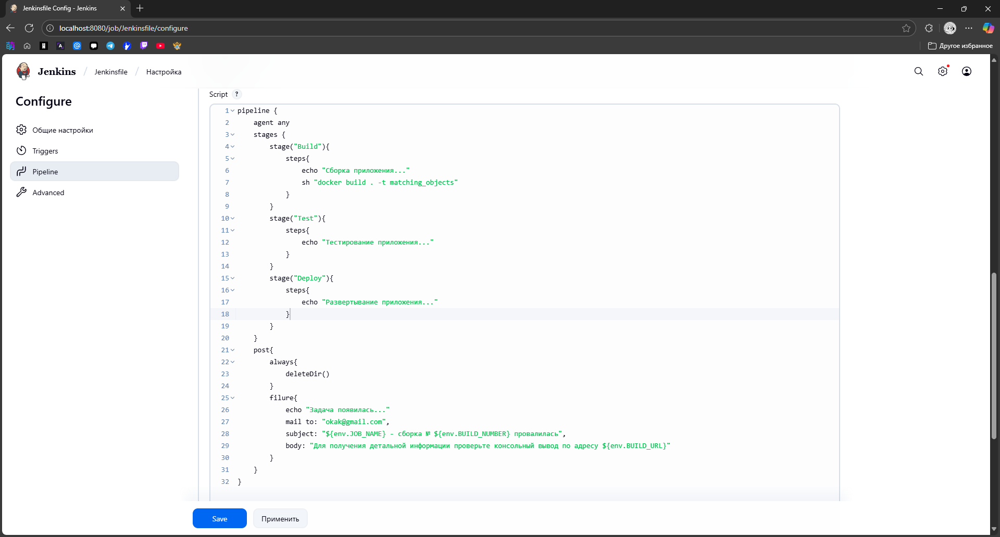 Jenkinsfile Config - Jenkins
localhost:8080/job/Jenkinsfile/configure
Другое избранное
Jenkins / Jenkinsfile / Настройка
Configure
Общие настройки
Triggers
Pipeline
Advanced
Script ?
1 pipeline {
2     agent any
3     stages {
4         stage("Build"){
5             steps{
6                 echo "Сборка приложения..."
7                 sh "docker build . -t matching_objects"
8             }
9         }
10         stage("Test"){
11             steps{
12                 echo "Тестирование приложения..."
13             }
14         }
15         stage("Deploy"){
16             steps{
17                 echo "Развертывание приложения..."
18             }
19         }
20     }
21     post{
22         always{
23             deleteDir()
24         }
25         filure{
26             echo "Задача появилась..."
27             mail to: "okak@gmail.com",
28             subject: "${env.JOB_NAME} - сборка № ${env.BUILD_NUMBER} провалилась",
29             body: "Для получения детальной информации проверьте консольный вывод по адресу ${env.BUILD_URL}"
30         }
31     }
32 }
Save
Применить